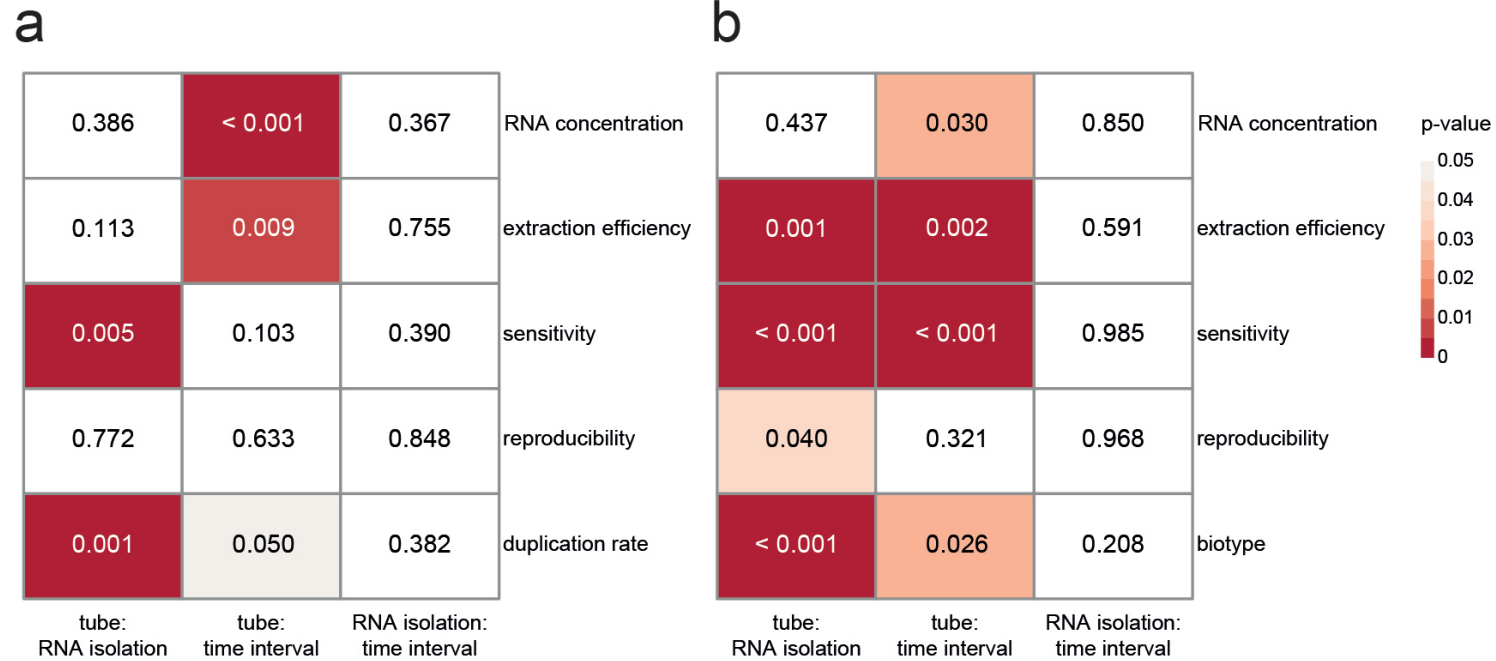 a
0.386 < 0.001 0.367 RNA concentration
0.113 0.009 0.755 extraction efficiency
0.005 0.103 0.390 sensitivity
0.772 0.633 0.848 reproducibility
0.001 0.050 0.382 duplication rate
tube: tube: RNA isolation:
RNA isolation time interval time interval
b
0.437 0.030 0.850 RNA concentration
0.001 0.002 0.591 extraction efficiency
< 0.001 < 0.001 0.985 sensitivity
0.040 0.321 0.968 reproducibility
< 0.001 0.026 0.208 biotype
tube: tube: RNA isolation:
RNA isolation time interval time interval
p-value
0.05
0.04
0.03
0.02
0.01
0